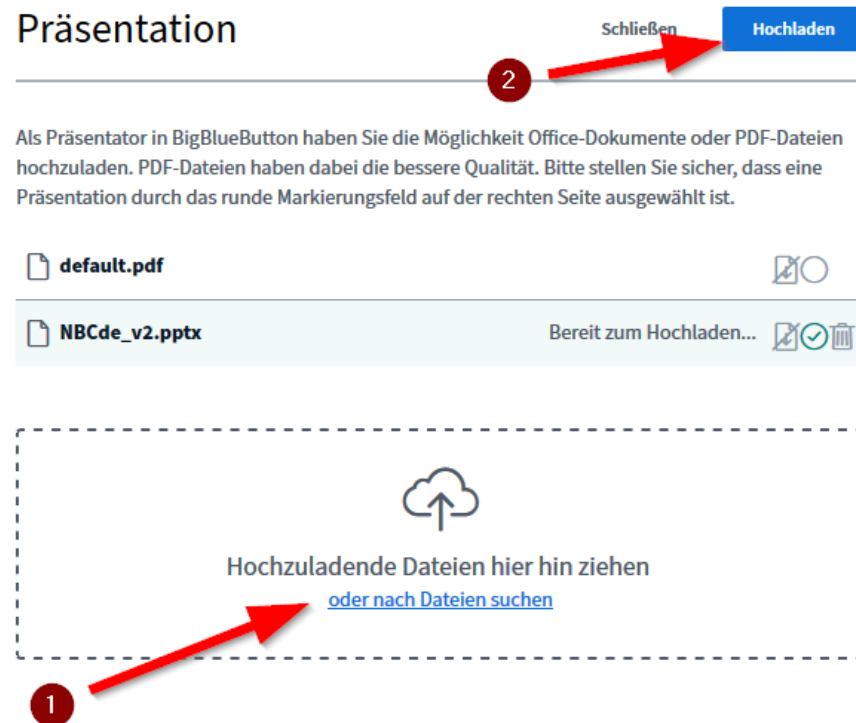 Präsentation
Schließen
Hochladen
2
Als Präsentator in BigBlueButton haben Sie die Möglichkeit Office-Dokumente oder PDF-Dateien
hochzuladen. PDF-Dateien haben dabei die bessere Qualität. Bitte stellen Sie sicher, dass eine
Präsentation durch das runde Markierungsfeld auf der rechten Seite ausgewählt ist.
default.pdf
NBCde_v2.pptx Bereit zum Hochladen...
Hochzuladende Dateien hier hin ziehen
oder nach Dateien suchen
1